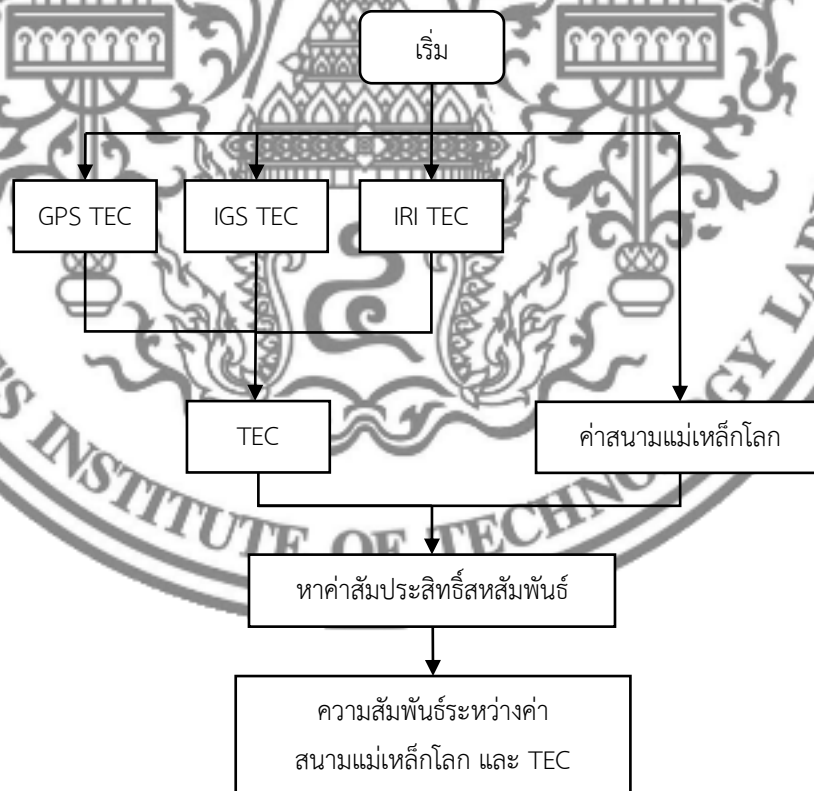 เริ่ม
GPS TEC
IGS TEC
IRI TEC
TEC
ค่าสนามแม่เหล็กโลก
หาค่าสัมประสิทธิ์สหสัมพันธ์
ความสัมพันธ์ระหว่างค่า
สนามแม่เหล็กโลก และ TEC
'S INSTITUTE OF TECHNOLOGY LAD